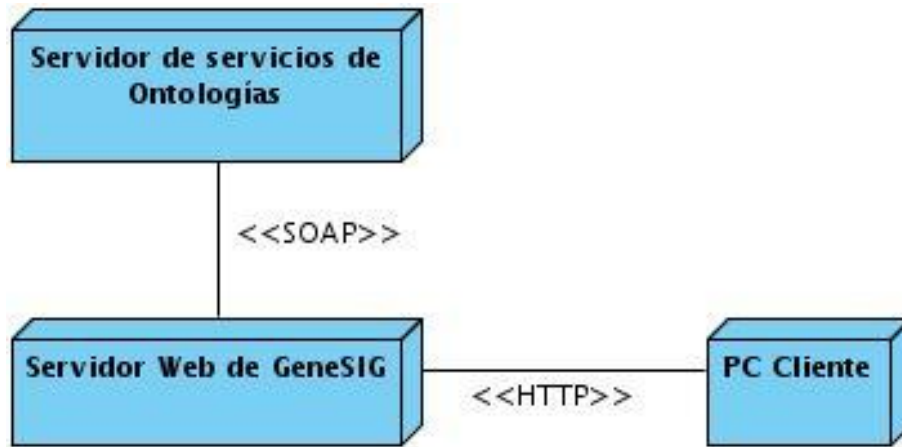 Servidor de servicios de
Ontologías
<<SOAP>>
Servidor Web de GeneSIG
<<HTTP>>
PC Cliente